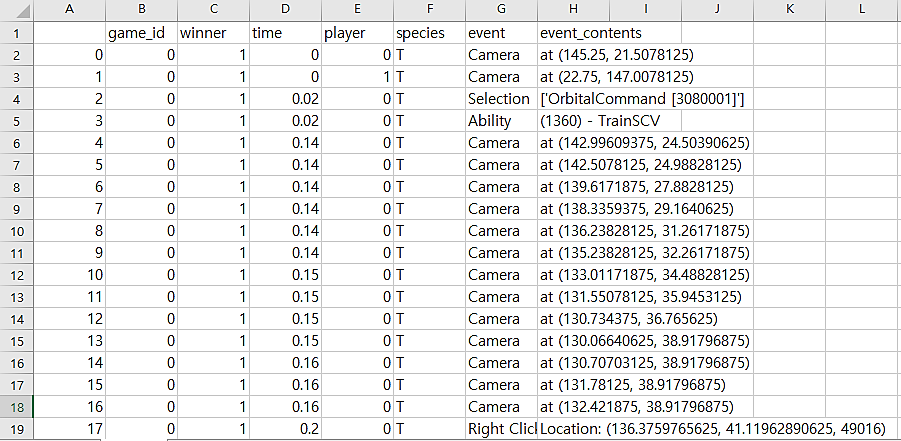 A B C D E F G H I J K L
1 game_id winner time player species event event_contents
2 0 0 1 0 0 T Camera at (145.25, 21.5078125)
3 1 0 1 0 1 T Camera at (22.75, 147.0078125)
4 2 0 1 0.02 0 T Selection ['OrbitalCommand [3080001]']
5 3 0 1 0.02 0 T Ability (1360) - TrainSCV
6 4 0 1 0.14 0 T Camera at (142.99609375, 24.50390625)
7 5 0 1 0.14 0 T Camera at (142.5078125, 24.98828125)
8 6 0 1 0.14 0 T Camera at (139.6171875, 27.8828125)
9 7 0 1 0.14 0 T Camera at (138.3359375, 29.1640625)
10 8 0 1 0.14 0 T Camera at (136.23828125, 31.26171875)
11 9 0 1 0.14 0 T Camera at (135.23828125, 32.26171875)
12 10 0 1 0.15 0 T Camera at (133.01171875, 34.48828125)
13 11 0 1 0.15 0 T Camera at (131.55078125, 35.9453125)
14 12 0 1 0.15 0 T Camera at (130.734375, 36.765625)
15 13 0 1 0.15 0 T Camera at (130.06640625, 38.91796875)
16 14 0 1 0.16 0 T Camera at (130.70703125, 38.91796875)
17 15 0 1 0.16 0 T Camera at (131.78125, 38.91796875)
18 16 0 1 0.16 0 T Camera at (132.421875, 38.91796875)
19 17 0 1 0.2 0 T Right Clic Location: (136.3759765625, 41.11962890625, 49016)